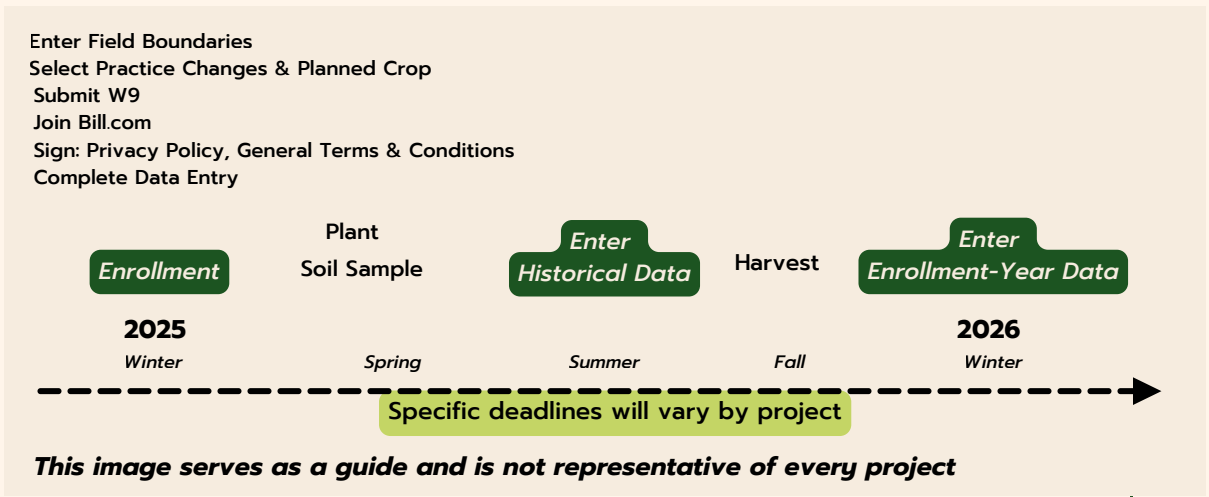 Enter Field Boundaries
Select Practice Changes & Planned Crop
Submit W9
Join Bill.com
Sign: Privacy Policy, General Terms & Conditions
Complete Data Entry
Enrollment
Plant
Soil Sample
Enter
Historical Data
Harvest
Enter
Enrollment-Year Data
2025
2026
Winter
Spring
Summer
Fall
Winter
Specific deadlines will vary by project
This image serves as a guide and is not representative of every project